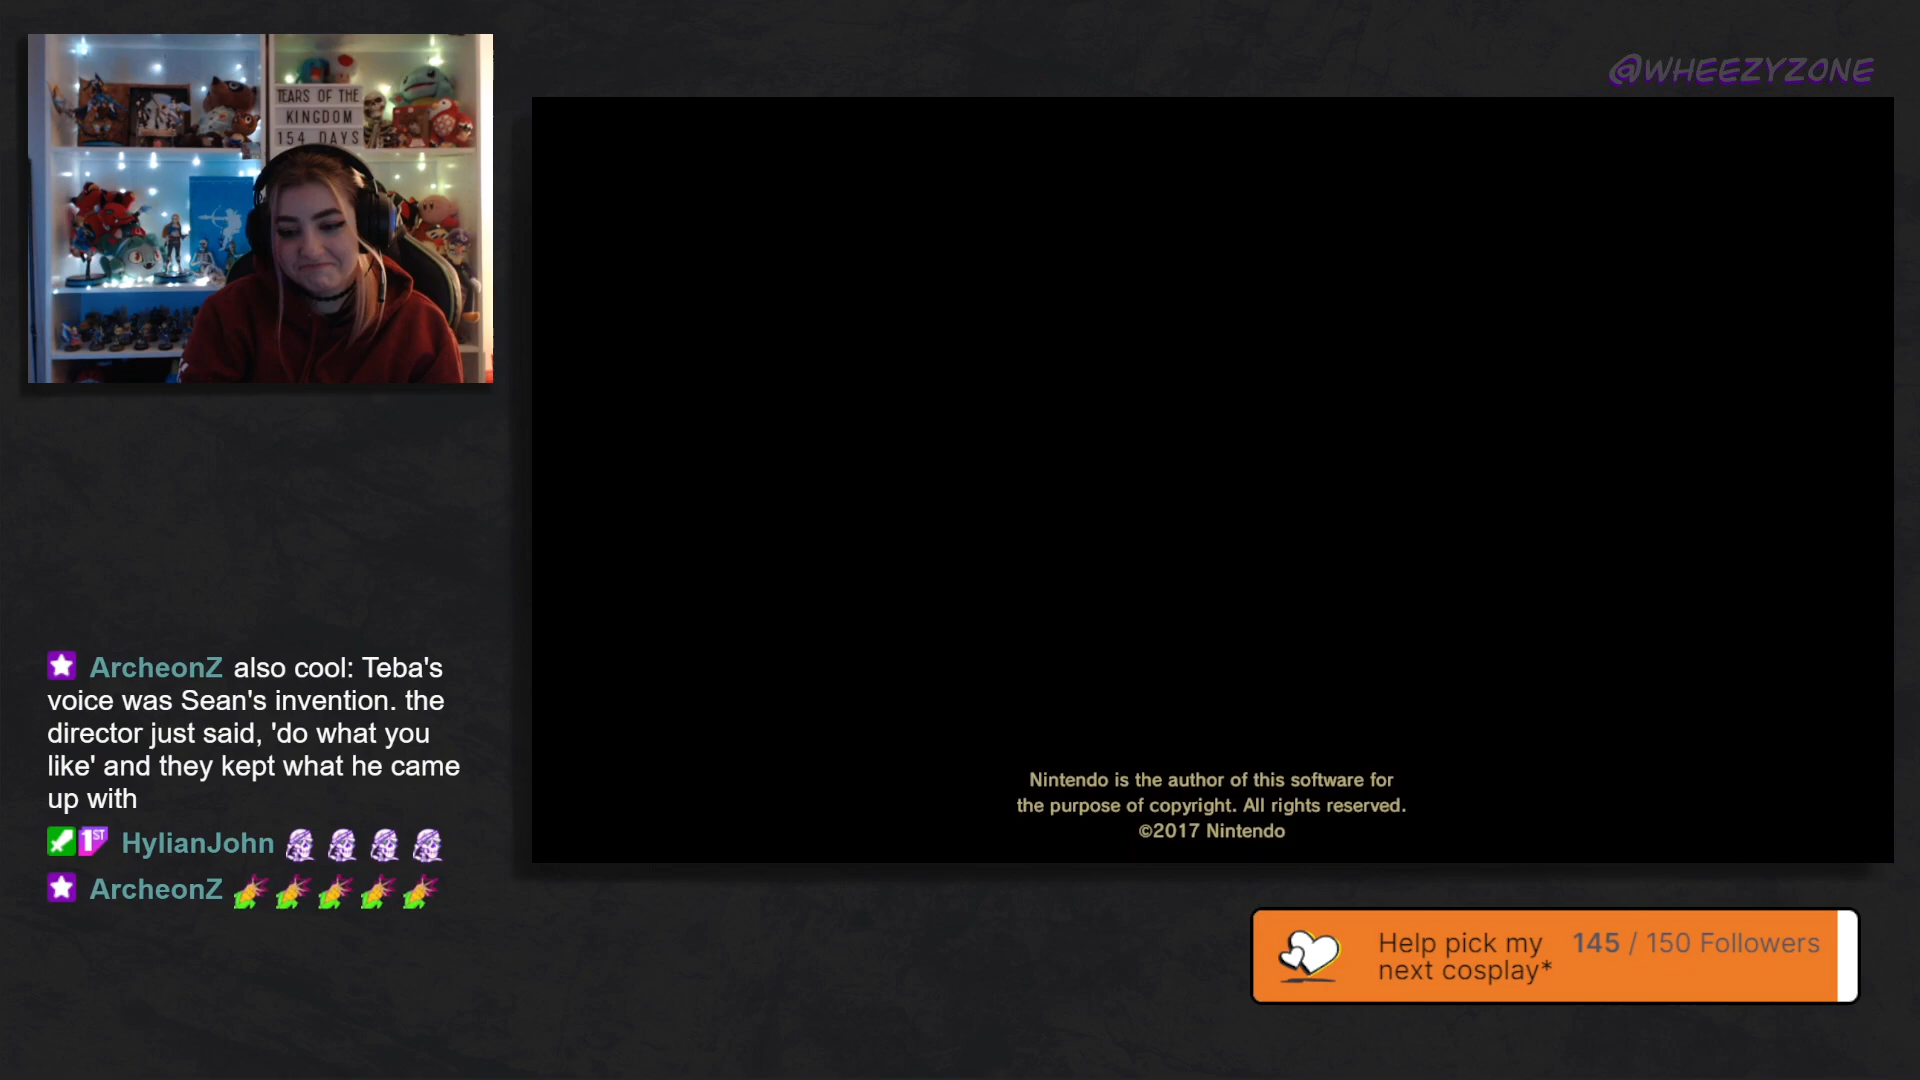 @WHEEZYZONE
TEARS OF THE
KINGDOM
154 DAYS
ArcheonZ also cool: Teba's
voice was Sean's invention. the
director just said, 'do what you
like' and they kept what he came
up with
1ST HylianJohn
ArcheonZ
Nintendo is the author of this software for
the purpose of copyright. All rights reserved.
©2017 Nintendo
Help pick my
next cosplay*
145 / 150 Followers